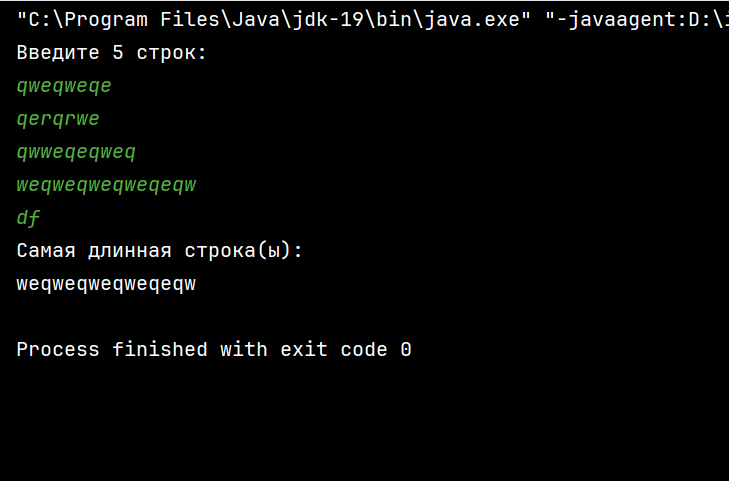 "C:\Program Files\Java\jdk-19\bin\java.exe" "-javaagent:D:\i
Введите 5 строк:
qweqweqe
qerqrwe
qwweqeqweq
weqweqweqweqeqw
df
Самая длинная строка(ы):
weqweqweqweqeqw
Process finished with exit code 0